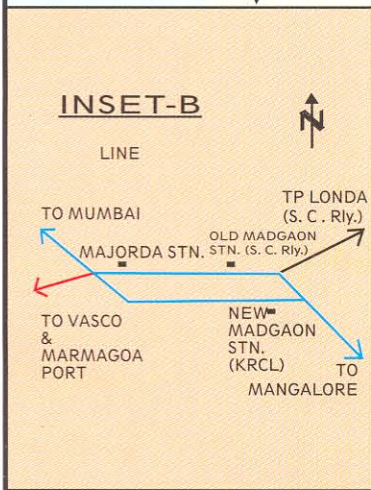 INSET-B
N
LINE
TP LONDA
(S. C . Rly.)
TO MUMBAI
OLD MADGAON
MAJORDA STN. STN. (S. C. Rly.)
TO VASCO
&
MARMAGOA
PORT
NEW
MADGAON
STN.
(KRCL)
TO
MANGALORE